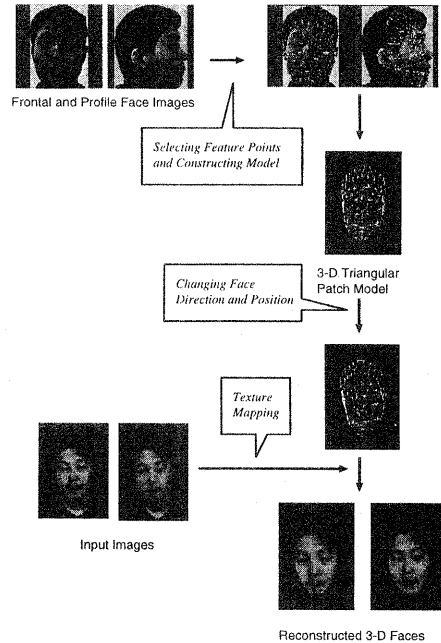 Frontal and Profile Face Images
Selecting Feature Points
and Constructing Model
3-D Triangular
Patch Model
Changing Face
Direction and Position
Texture
Mapping
Input Images
Reconstructed 3-D Faces